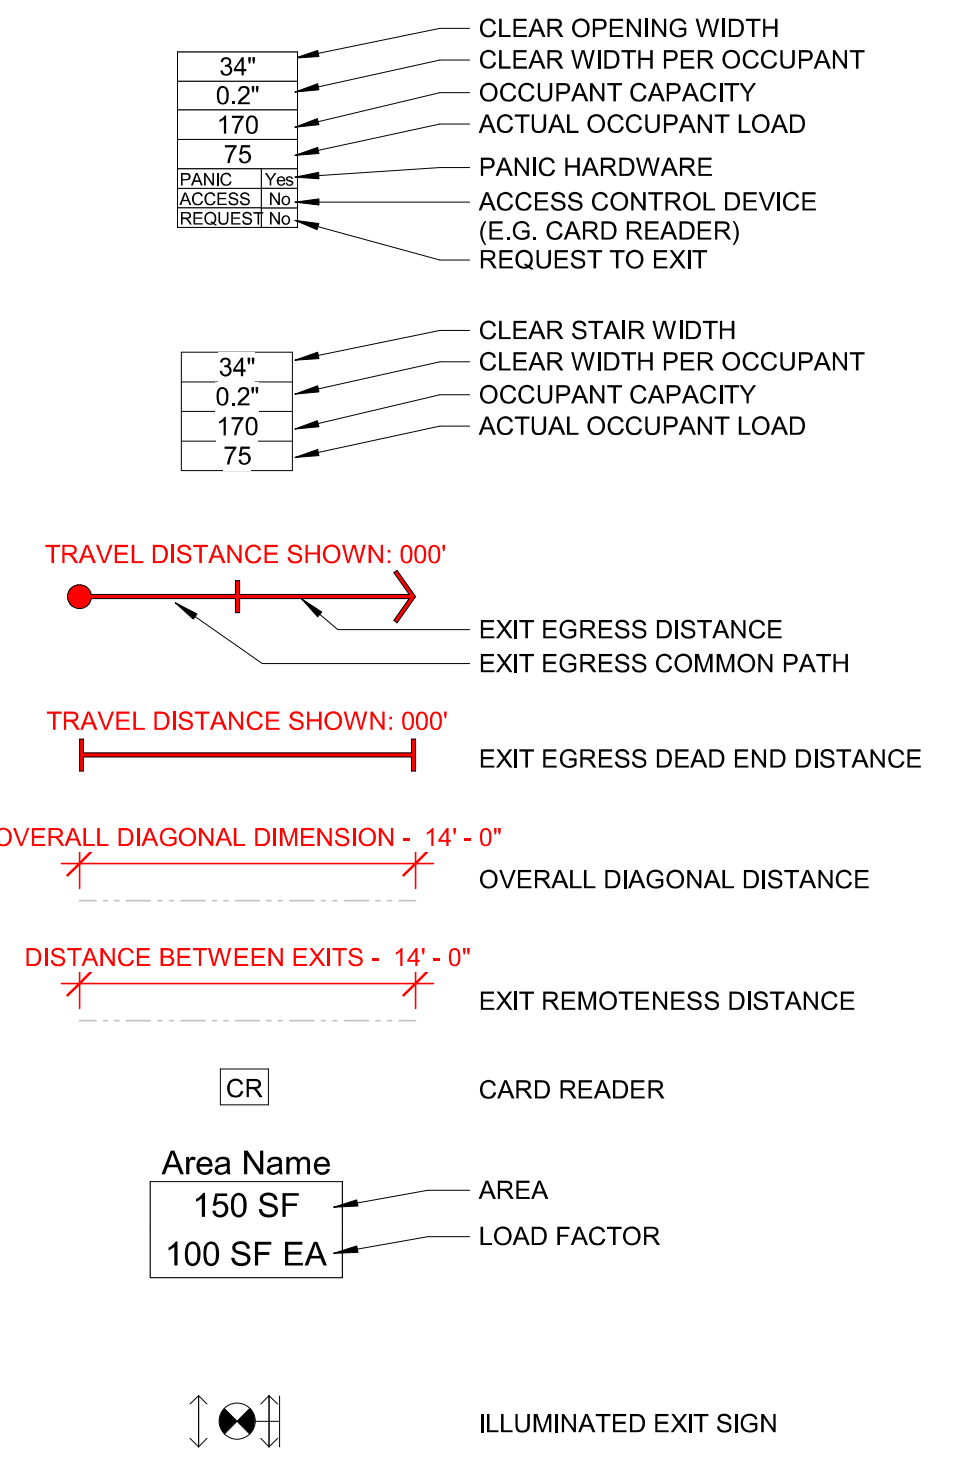 CLEAR OPENING WIDTH
34"
CLEAR WIDTH PER OCCUPANT
0.2"
OCCUPANT CAPACITY
170
ACTUAL OCCUPANT LOAD
75
PANIC HARDWARE
PANIC Yes
ACCESS No
ACCESS CONTROL DEVICE
(E.G. CARD READER)
REQUEST No
REQUEST TO EXIT
CLEAR STAIR WIDTH
34"
CLEAR WIDTH PER OCCUPANT
0.2"
OCCUPANT CAPACITY
170
ACTUAL OCCUPANT LOAD
75
TRAVEL DISTANCE SHOWN: 000'
EXIT EGRESS DISTANCE
EXIT EGRESS COMMON PATH
TRAVEL DISTANCE SHOWN: 000'
EXIT EGRESS DEAD END DISTANCE
OVERALL DIAGONAL DIMENSION - 14' - 0"
OVERALL DIAGONAL DISTANCE
DISTANCE BETWEEN EXITS - 14' - 0"
EXIT REMOTENESS DISTANCE
CR
CARD READER
Area Name
150 SF
AREA
100 SF EA
LOAD FACTOR
ILLUMINATED EXIT SIGN